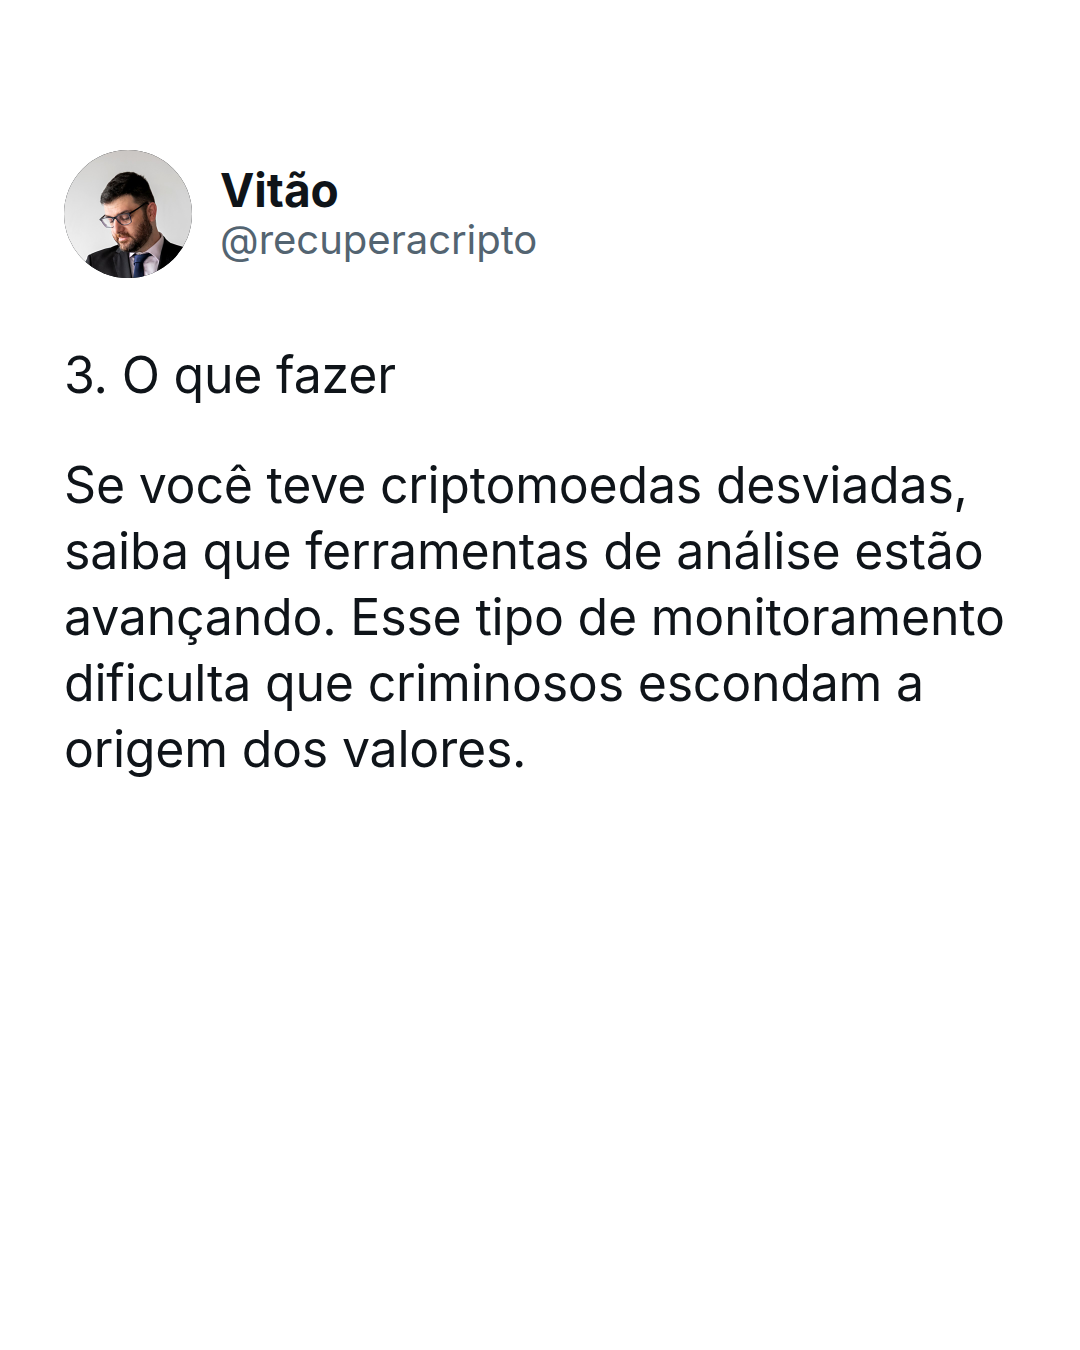 Vitão
@recuperacripto
3. O que fazer
Se você teve criptomoedas desviadas,
saiba que ferramentas de análise estão
avançando. Esse tipo de monitoramento
dificulta que criminosos escondam a
origem dos valores.